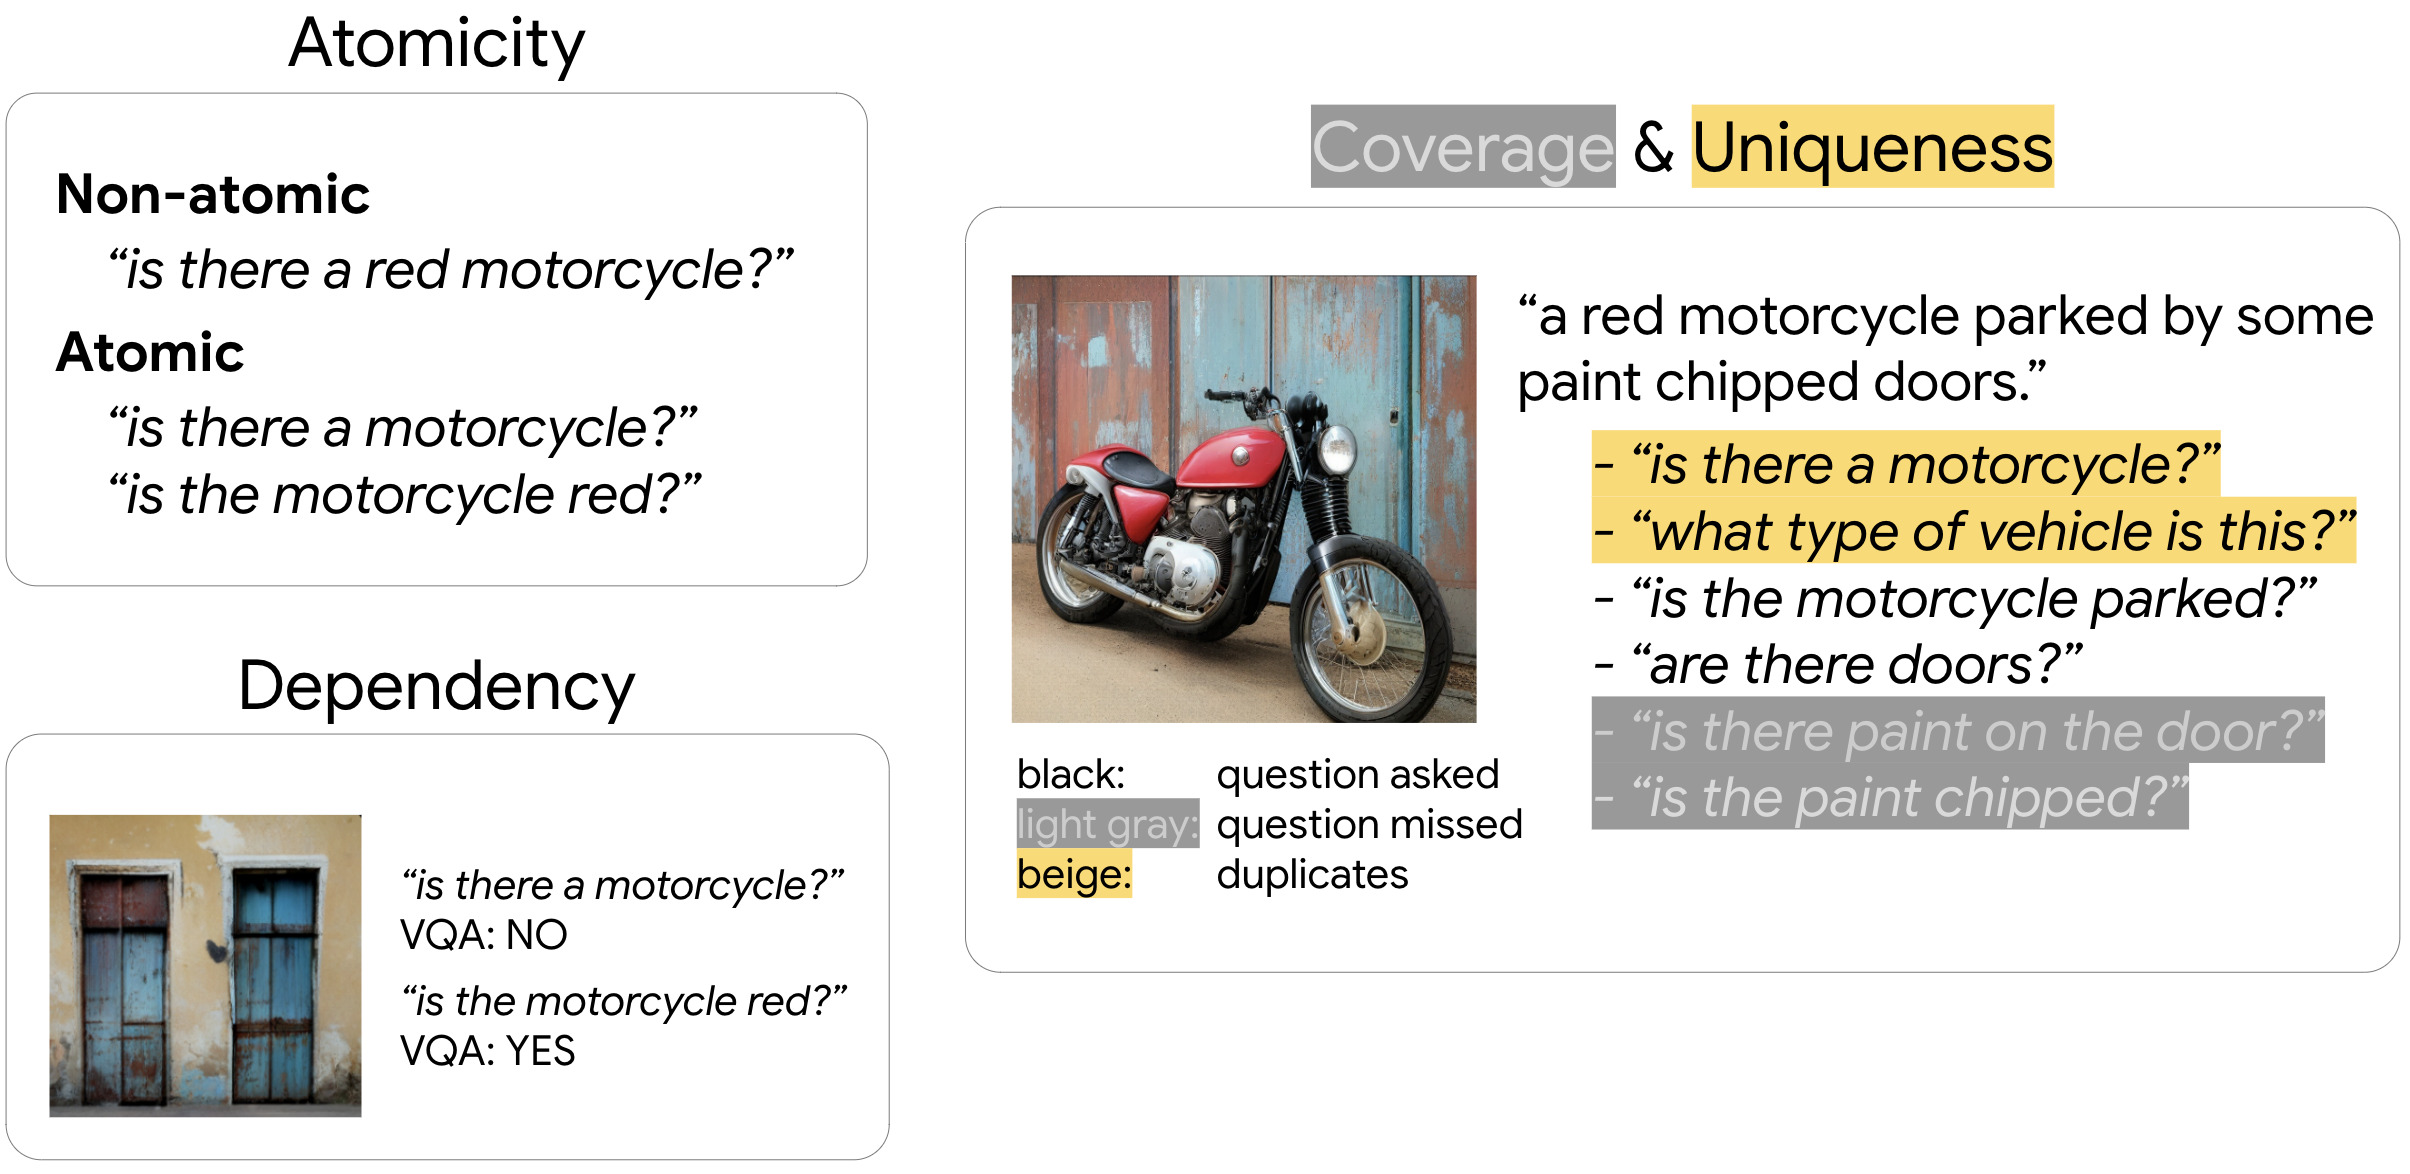 Atomicity
Non-atomic
“is there a red motorcycle?”
Atomic
“is there a motorcycle?”
“is the motorcycle red?”
Dependency
“is there a motorcycle?”
VQA: NO
“is the motorcycle red?”
VQA: YES
Coverage & Uniqueness
“a red motorcycle parked by some
paint chipped doors.”
- “is there a motorcycle?”
- “what type of vehicle is this?”
- “is the motorcycle parked?”
- “are there doors?”
- “is there paint on the door?”
- “is the paint chipped?”
black: question asked
light gray: question missed
beige: duplicates